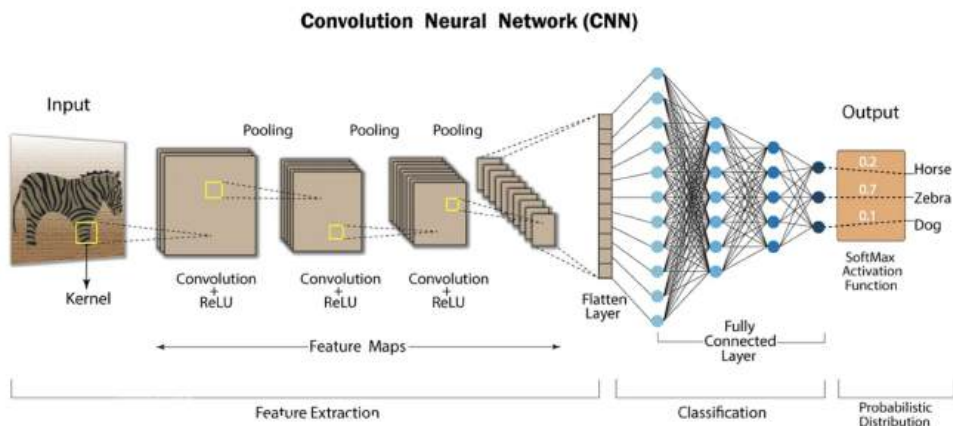 Convolution Neural Network (CNN)
Input
Kernel
Pooling
Pooling
Pooling
Convolution
+
ReLU
Convolution
+
ReLU
Convolution
+
ReLU
Feature Maps
Flatten
Layer
Fully
Connected
Layer
Output
0.2
Horse
0.7
Zebra
0.1
Dog
SoftMax
Activation
Function
Feature Extraction
Classification
Probabilistic
Distribution